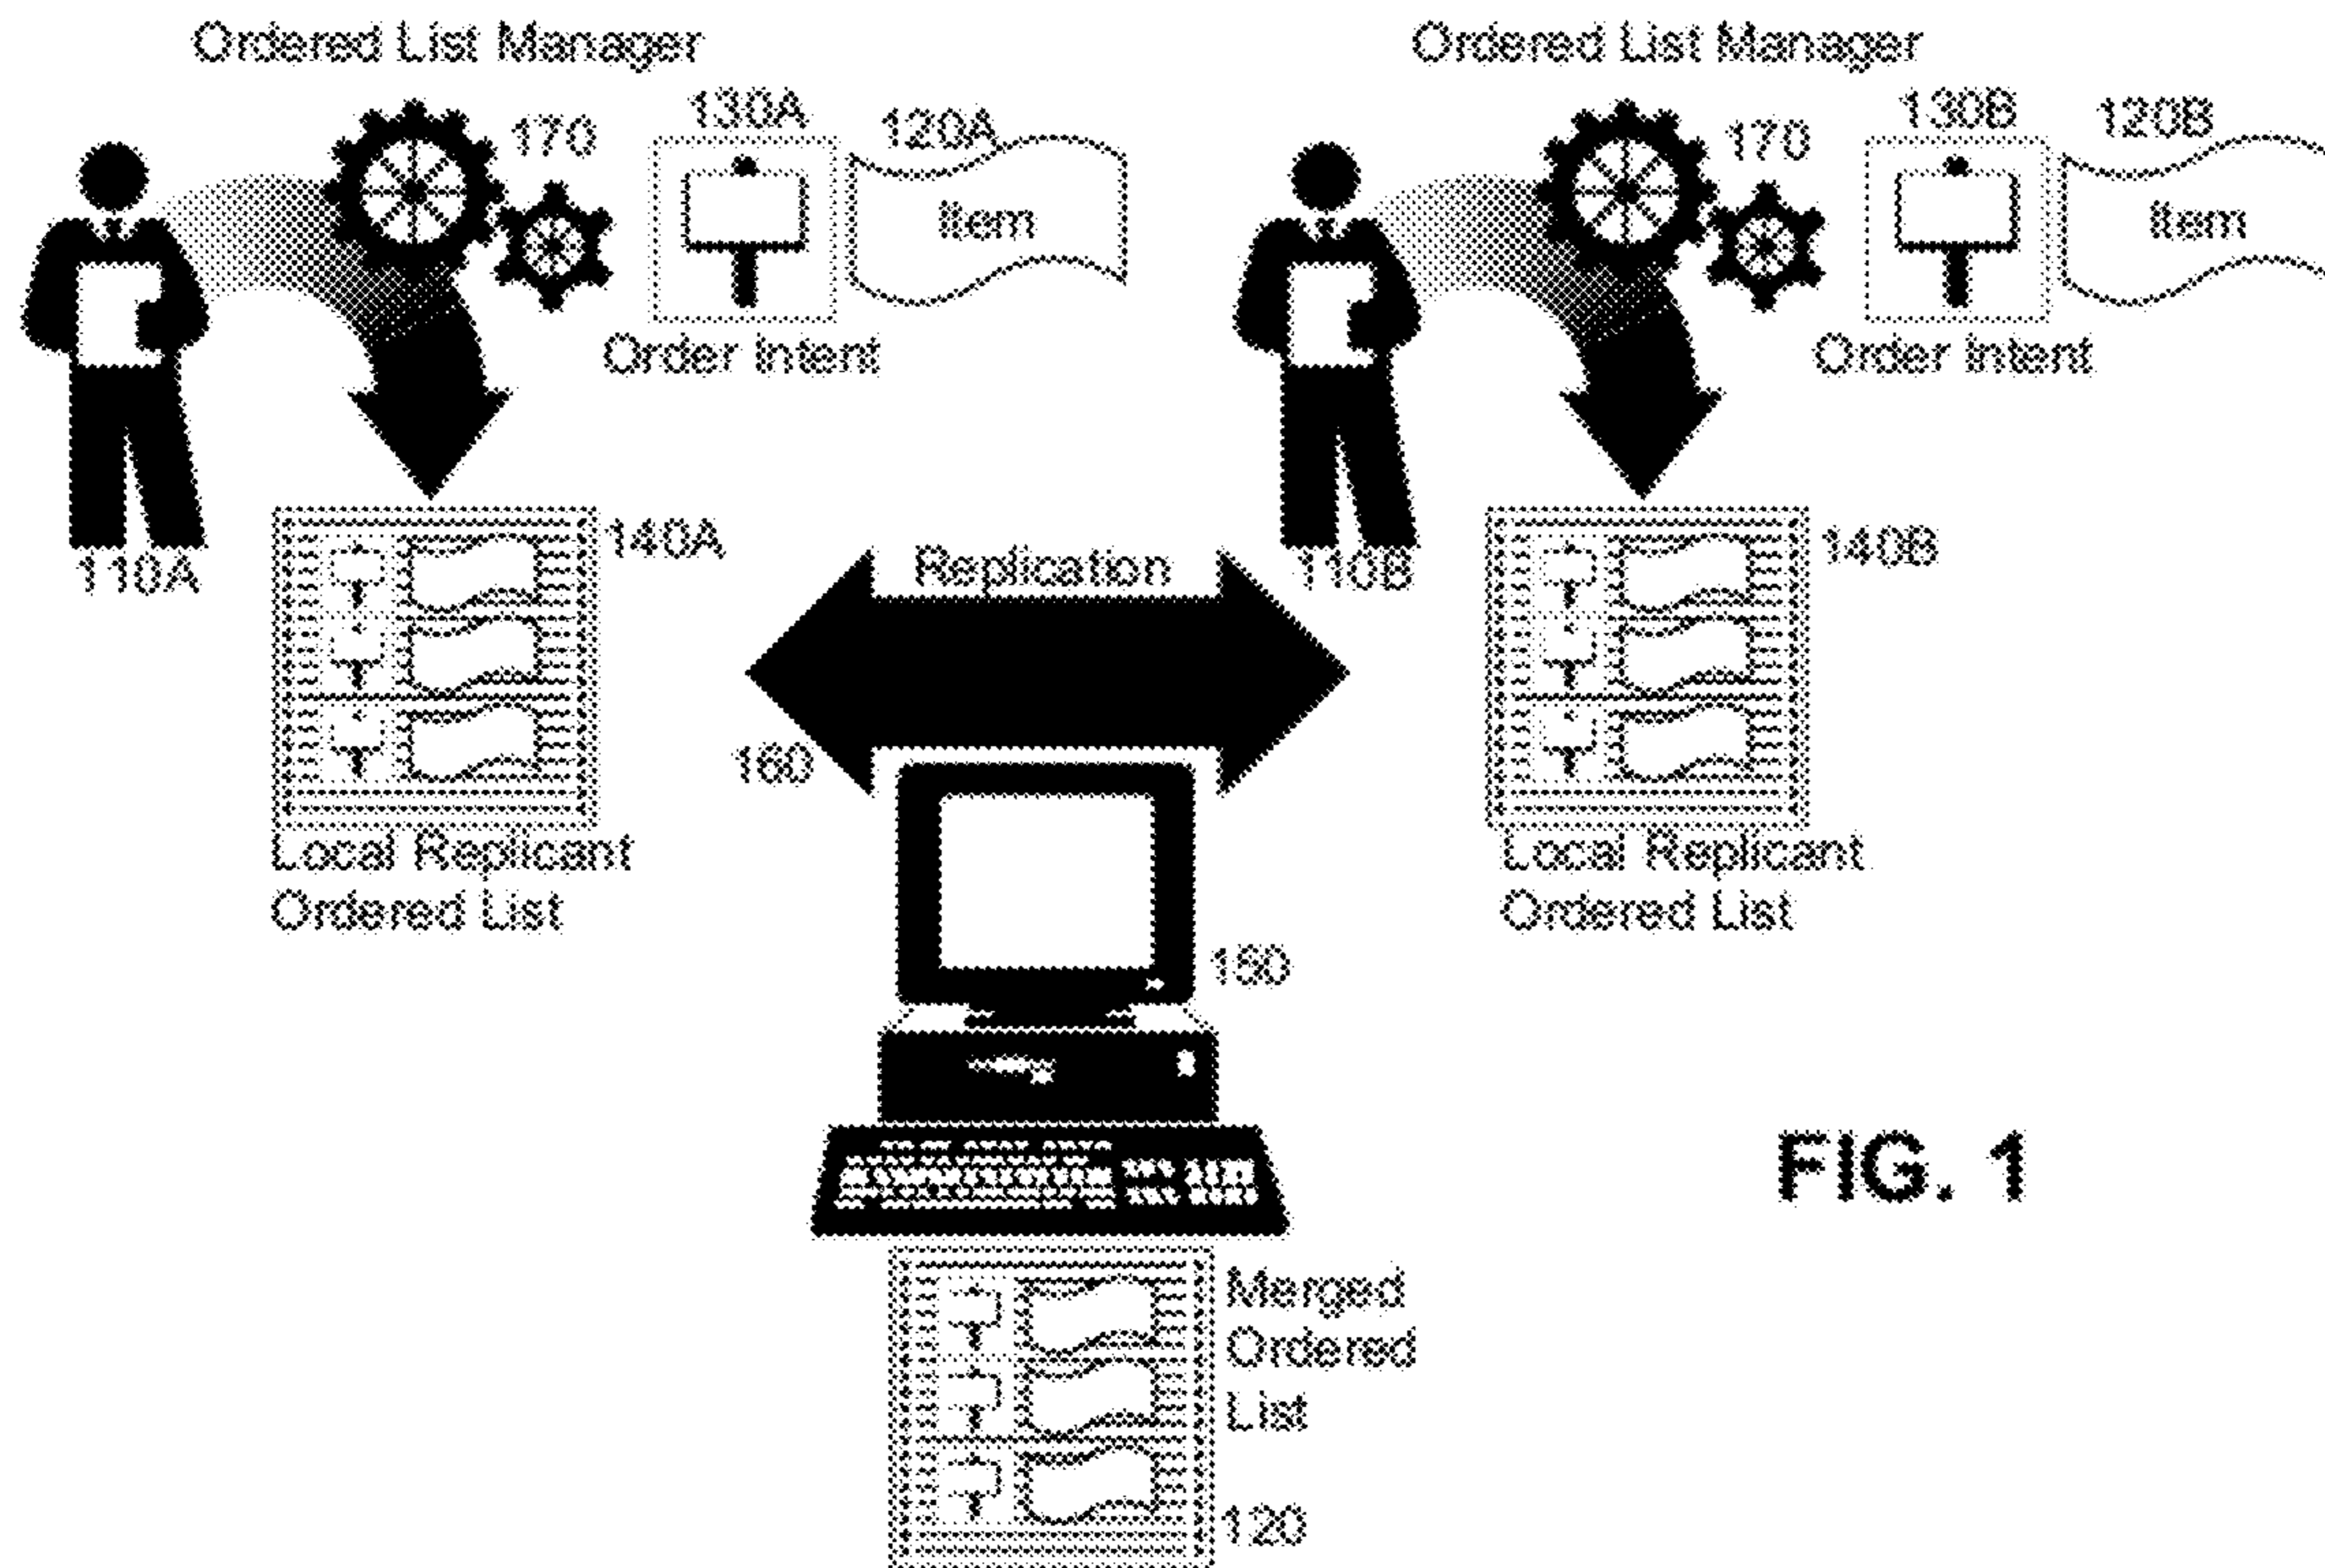 Ordered List Manager
Ordered List Manager
170
130A
120A
Item
Order Intent
170
130B
120B
Item
Order Intent
110A
140A
Replication
110B
140B
160
Local Replicant
Ordered List
Local Replicant
Ordered List
Merged
Ordered
List
120
FIG. 1